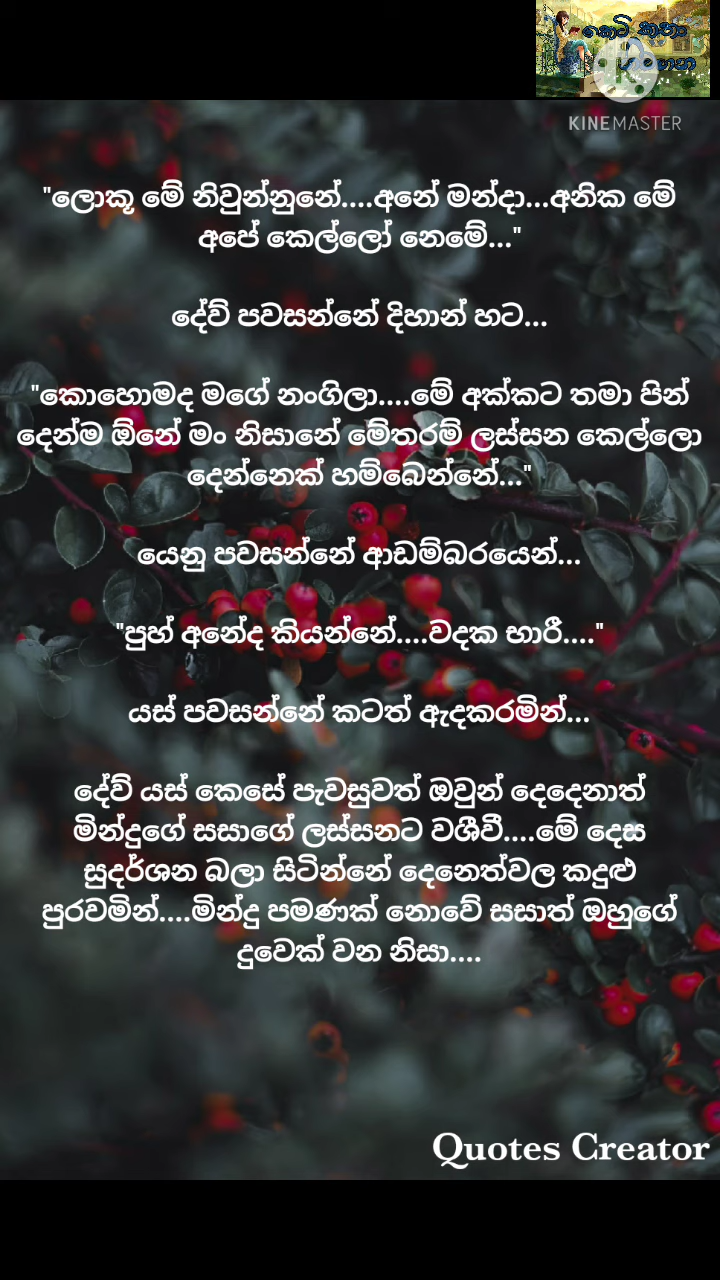 කෙටි කතා
KINEMASTER
"ලොකූ මේ නිවුන්නුනේ....අනේ මන්දා...අනික මේ
අපේ කෙල්ලෝ නෙමේ..."
දේව් පවසන්නේ දිහාන් හට...
"කොහොමද මගේ නංගිලා....මේ අක්කට තමා පින්
දෙන්ම ඕනේ මං නිසානේ මේතරම් ලස්සන කෙල්ලො
දෙන්නෙක් හම්බෙන්නේ..."
යෙනු පවසන්නේ ආඩම්බරයෙන්...
"පුහ් අනේද කියන්නේ....වදක භාරී...."
යස් පවසන්නේ කටත් ඇදකරමින්...
දේව් යස් කෙසේ පැවසුවත් ඔවුන් දෙදෙනාත්
මින්දුගේ සසාගේ ලස්සනට වශීවී....මේ දෙස
සුදර්ශන බලා සිටින්නේ දෙනෙත්වල කදුළු
පුරවමින්....මින්දු පමණක් නොවේ සසාත් ඔහුගේ
දුවෙක් වන නිසා....
Quotes Creator